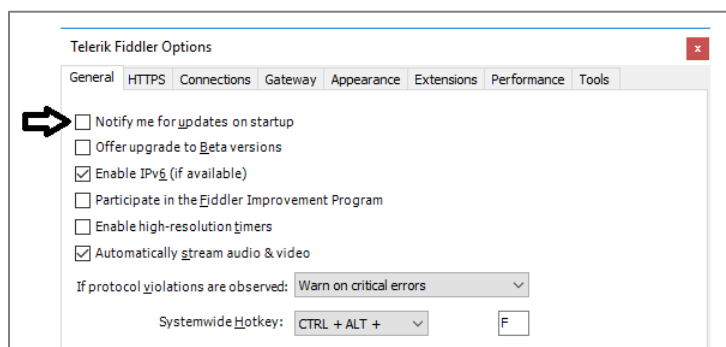 Telerik Fiddler Options
x
General HTTPS Connections Gateway Appearance Extensions Performance Tools
Notify me for updates on startup
Offer upgrade to Beta versions
Enable IPv6 (if available)
Participate in the Fiddler Improvement Program
Enable high-resolution timers
Automatically stream audio & video
If protocol violations are observed: Warn on critical errors
Systemwide Hotkey: CTRL + ALT + F